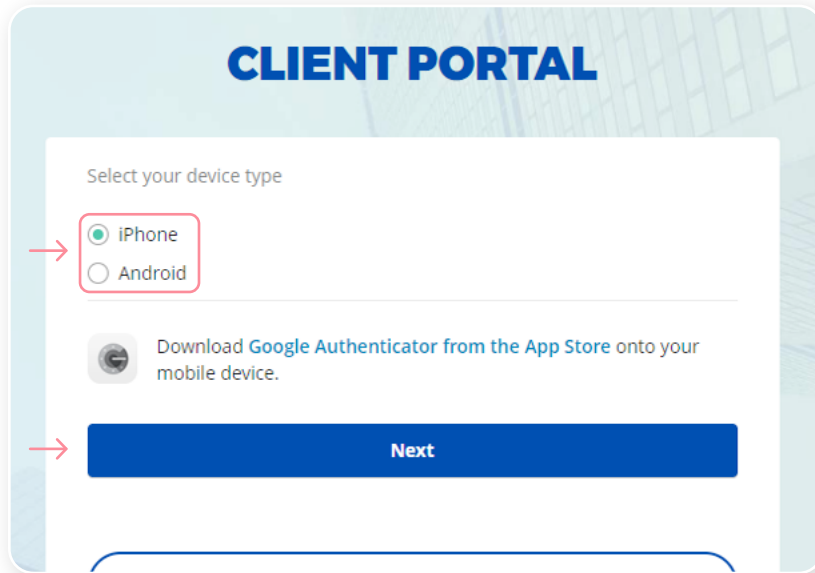 CLIENT PORTAL
Select your device type
iPhone
Android
Download Google Authenticator from the App Store onto your
mobile device.
Next